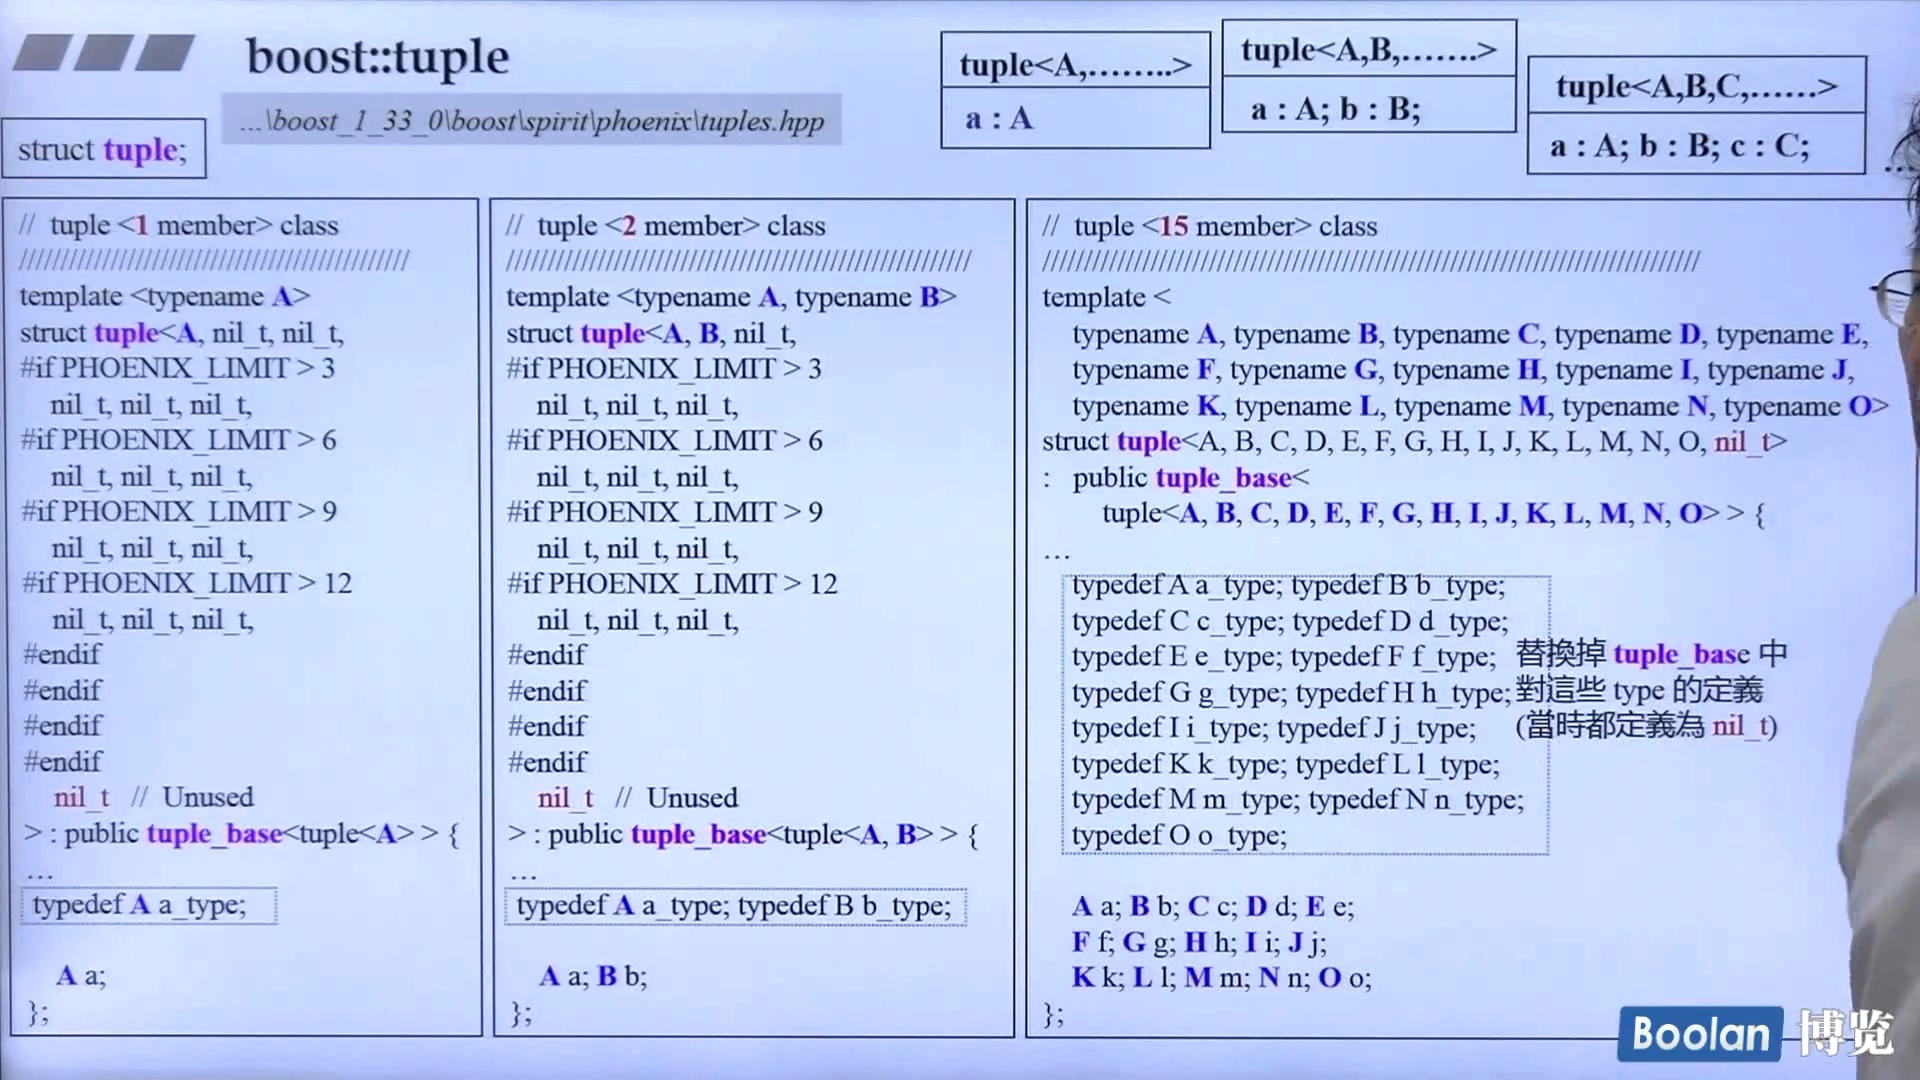 boost::tuple
...\boost_1_33_0\boost\spirit\phoenix\tuples.hpp
struct tuple;
tuple<A,........>
a : A
tuple<A,B,.......>
a : A; b : B;
tuple<A,B,C,......>
a : A; b : B; c : C;
...
// tuple <1 member> class
////////////////////////////////////////////////
template <typename A>
struct tuple<A, nil_t, nil_t,
#if PHOENIX_LIMIT > 3
nil_t, nil_t, nil_t,
#if PHOENIX_LIMIT > 6
nil_t, nil_t, nil_t,
#if PHOENIX_LIMIT > 9
nil_t, nil_t, nil_t,
#if PHOENIX_LIMIT > 12
nil_t, nil_t, nil_t,
#endif
#endif
#endif
#endif
nil_t // Unused
> : public tuple_base<tuple<A> > {
...
typedef A a_type;
A a;
};
// tuple <2 member> class
/////////////////////////////////////////////////////////
template <typename A, typename B>
struct tuple<A, B, nil_t,
#if PHOENIX_LIMIT > 3
nil_t, nil_t, nil_t,
#if PHOENIX_LIMIT > 6
nil_t, nil_t, nil_t,
#if PHOENIX_LIMIT > 9
nil_t, nil_t, nil_t,
#if PHOENIX_LIMIT > 12
nil_t, nil_t, nil_t,
#endif
#endif
#endif
#endif
nil_t // Unused
> : public tuple_base<tuple<A, B> > {
...
typedef A a_type; typedef B b_type;
A a; B b;
};
// tuple <15 member> class
////////////////////////////////////////////////////////////////////////////////
template <
typename A, typename B, typename C, typename D, typename E,
typename F, typename G, typename H, typename I, typename J,
typename K, typename L, typename M, typename N, typename O>
struct tuple<A, B, C, D, E, F, G, H, I, J, K, L, M, N, O, nil_t>
: public tuple_base<
tuple<A, B, C, D, E, F, G, H, I, J, K, L, M, N, O> > {
...
typedef A a_type; typedef B b_type;
typedef C c_type; typedef D d_type;
typedef E e_type; typedef F f_type; 替換掉 tuple_base 中
typedef G g_type; typedef H h_type; 對這些 type 的定義
typedef I i_type; typedef J j_type; (當時都定義為 nil_t)
typedef K k_type; typedef L l_type;
typedef M m_type; typedef N n_type;
typedef O o_type;
A a; B b; C c; D d; E e;
F f; G g; H h; I i; J j;
K k; L l; M m; N n; O o;
};
Boolan 博览